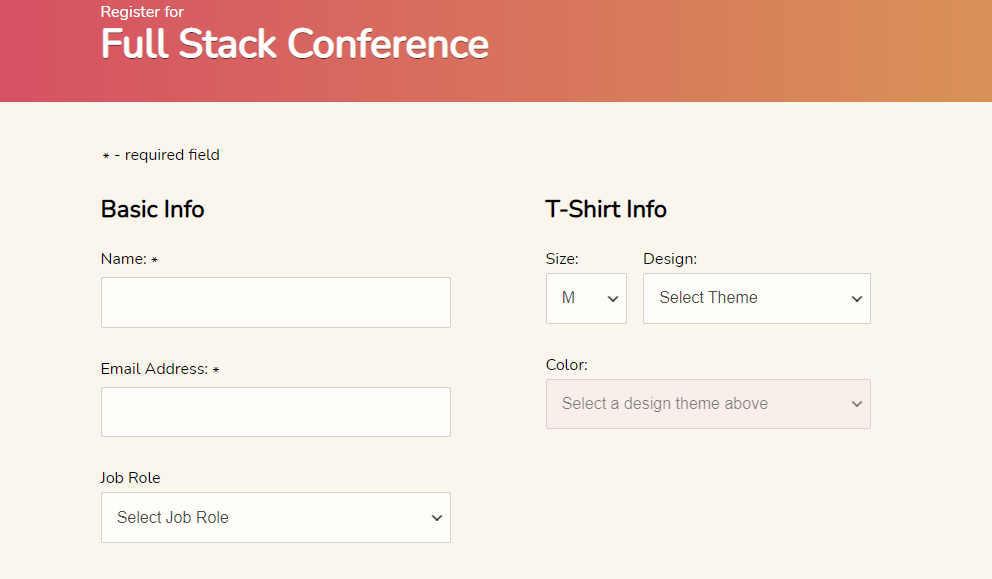 Register for
Full Stack Conference
* - required field
Basic Info
Name: *
Email Address: *
Job Role
Select Job Role
T-Shirt Info
Size:
Design:
M
Select Theme
Color:
Select a design theme above